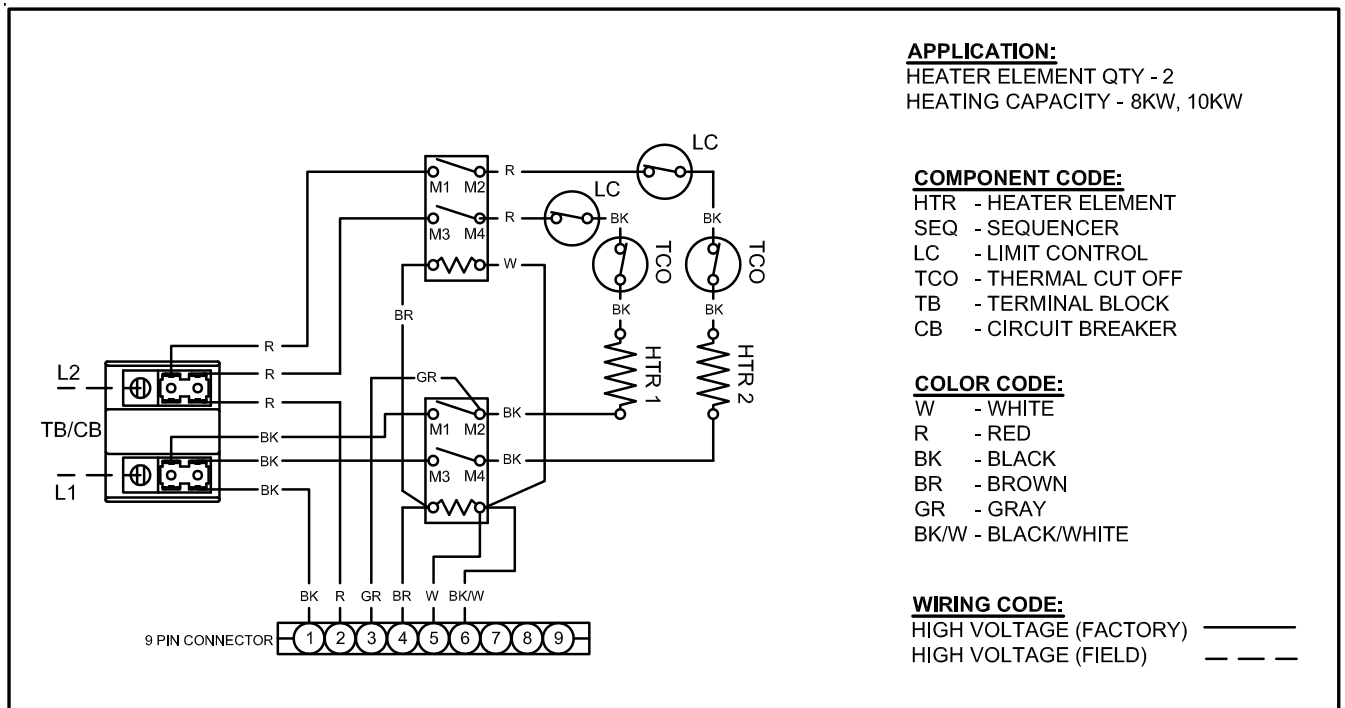 APPLICATION:
HEATER ELEMENT QTY - 2
HEATING CAPACITY - 8KW, 10KW
COMPONENT CODE:
HTR - HEATER ELEMENT
SEQ - SEQUENCER
LC - LIMIT CONTROL
TCO - THERMAL CUT OFF
TB - TERMINAL BLOCK
CB - CIRCUIT BREAKER
COLOR CODE:
W - WHITE
R - RED
BK - BLACK
BR - BROWN
GR - GRAY
BK/W - BLACK/WHITE
WIRING CODE:
HIGH VOLTAGE (FACTORY)
HIGH VOLTAGE (FIELD)
LC
R
M1 M2
LC
R
BK
BK
M3 M4
TCO
TCO
W
BR
BK
BK
R
HTR 1
HTR 2
L2
R
GR
R
BK
M1 M2
TB/CB
BK
BK
BK
M3 M4
L1
BK
BK R GR BR W BK/W
9 PIN CONNECTOR 1 2 3 4 5 6 7 8 9